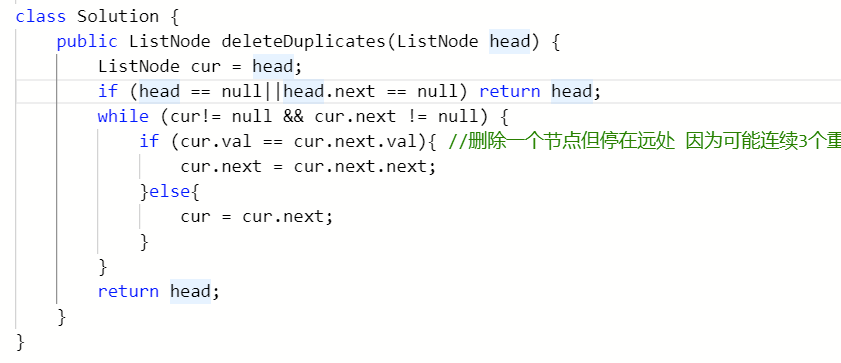 class Solution {
    public ListNode deleteDuplicates(ListNode head) {
        ListNode cur = head;
        if (head == null||head.next == null) return head;
        while (cur!= null && cur.next != null) {
            if (cur.val == cur.next.val){ //删除一个节点但停在远处 因为可能连续3个重
                cur.next = cur.next.next;
            }else{
                cur = cur.next;
            }
        }
        return head;
    }
}